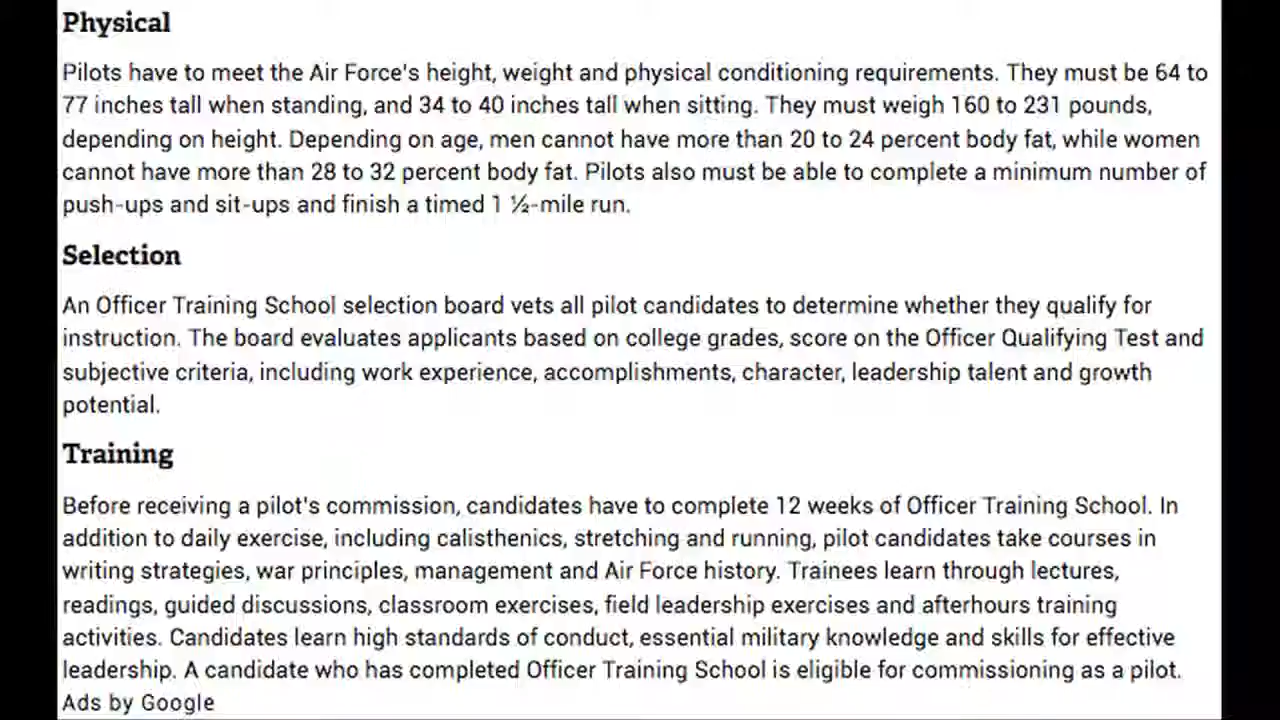 Physical
Pilots have to meet the Air Force's height, weight and physical conditioning requirements. They must be 64 to
77 inches tall when standing, and 34 to 40 inches tall when sitting. They must weigh 160 to 231 pounds,
depending on height. Depending on age, men cannot have more than 20 to 24 percent body fat, while women
cannot have more than 28 to 32 percent body fat. Pilots also must be able to complete a minimum number of
push-ups and sit-ups and finish a timed 1 ½-mile run.
Selection
An Officer Training School selection board vets all pilot candidates to determine whether they qualify for
instruction. The board evaluates applicants based on college grades, score on the Officer Qualifying Test and
subjective criteria, including work experience, accomplishments, character, leadership talent and growth
potential.
Training
Before receiving a pilot's commission, candidates have to complete 12 weeks of Officer Training School. In
addition to daily exercise, including calisthenics, stretching and running, pilot candidates take courses in
writing strategies, war principles, management and Air Force history. Trainees learn through lectures,
readings, guided discussions, classroom exercises, field leadership exercises and afterhours training
activities. Candidates learn high standards of conduct, essential military knowledge and skills for effective
leadership. A candidate who has completed Officer Training School is eligible for commissioning as a pilot.
Ads by Google